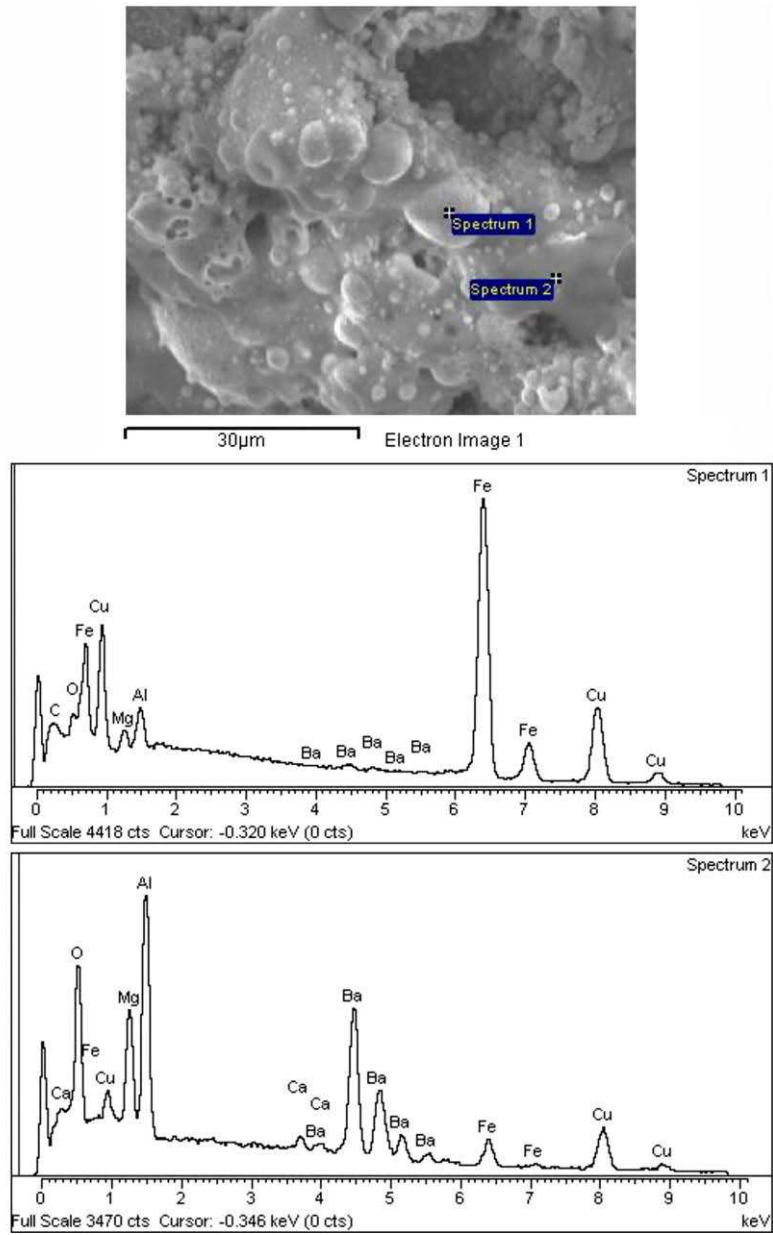 Spectrum 1
Spectrum 2
30µm Electron Image 1
Spectrum 1
Fe
Cu
Fe
O Al Cu
C Mg Fe
Ba Ba Ba Ba Ba Cu
0 1 2 3 4 5 6 7 8 9 10
Full Scale 4418 cts Cursor: -0.320 keV (0 cts) keV
Spectrum 2
Al
O
Mg Ba
Fe
Ca Cu Ca Ba
Ca Ba Ba Ba Fe Fe Cu Cu
0 1 2 3 4 5 6 7 8 9 10
Full Scale 3470 cts Cursor: -0.346 keV (0 cts) keV